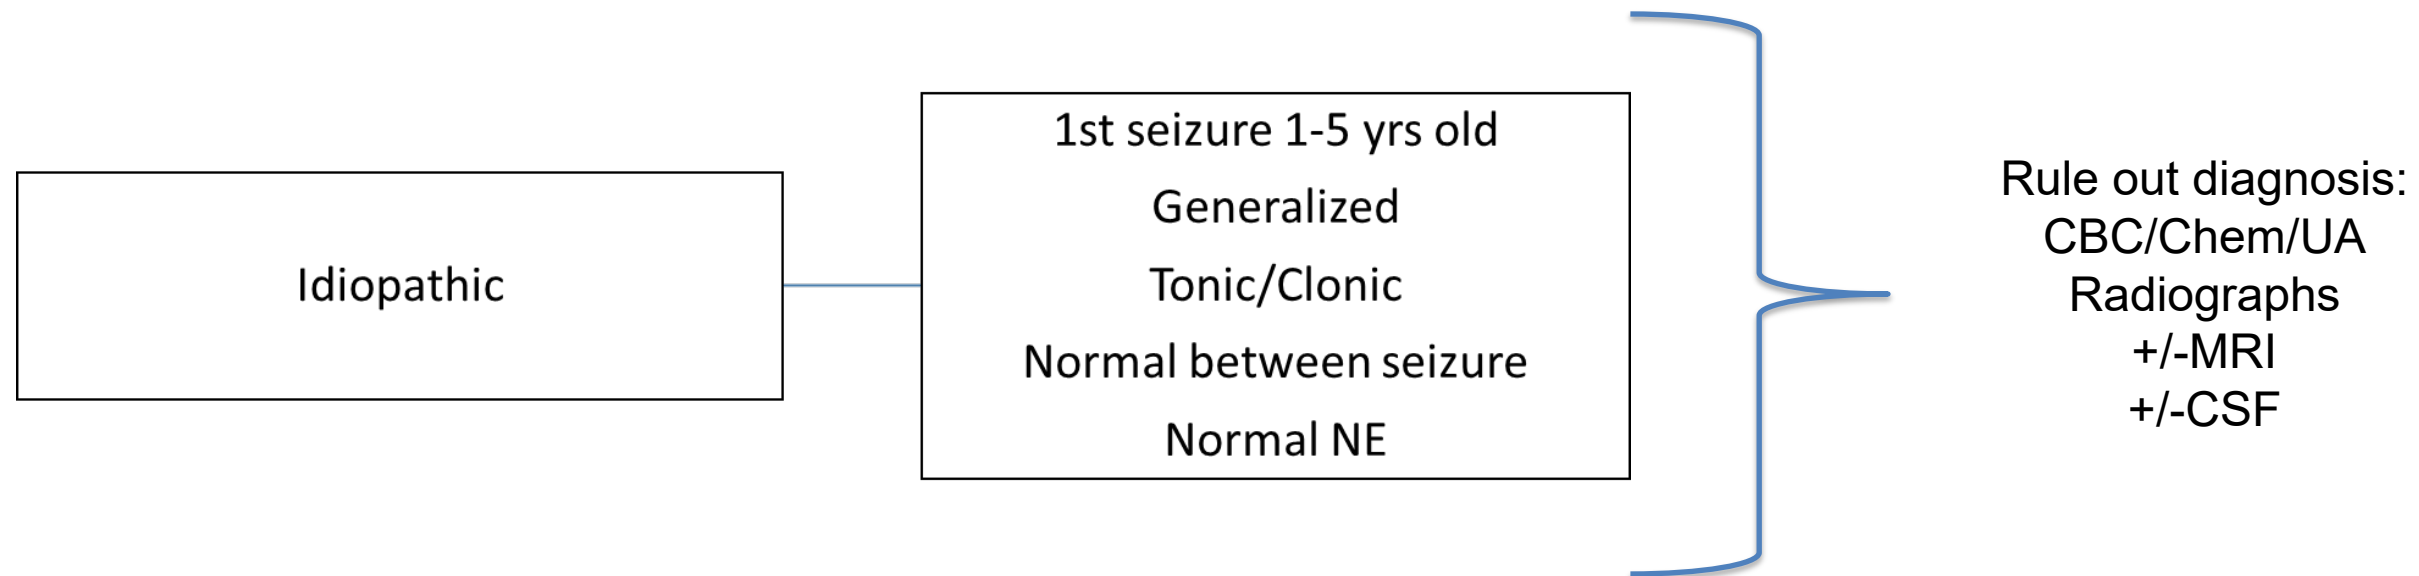 Idiopathic
1st seizure 1-5 yrs old
Generalized
Tonic/Clonic
Normal between seizure
Normal NE
Rule out diagnosis:
CBC/Chem/UA
Radiographs
+/-MRI
+/-CSF